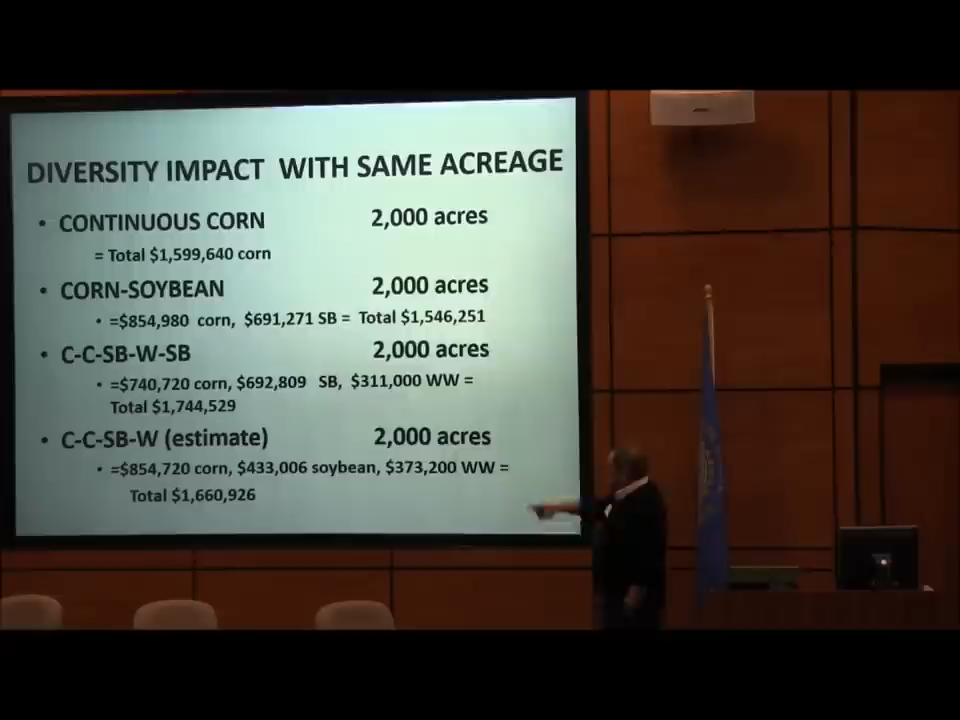 DIVERSITY IMPACT WITH SAME ACREAGE
• CONTINUOUS CORN 2,000 acres
= Total $1,599,640 corn
• CORN-SOYBEAN 2,000 acres
• =$854,980 corn, $691,271 SB = Total $1,546,251
• C-C-SB-W-SB 2,000 acres
• =$740,720 corn, $692,809 SB, $311,000 WW =
Total $1,744,529
• C-C-SB-W (estimate) 2,000 acres
• =$854,720 corn, $433,006 soybean, $373,200 WW =
Total $1,660,926